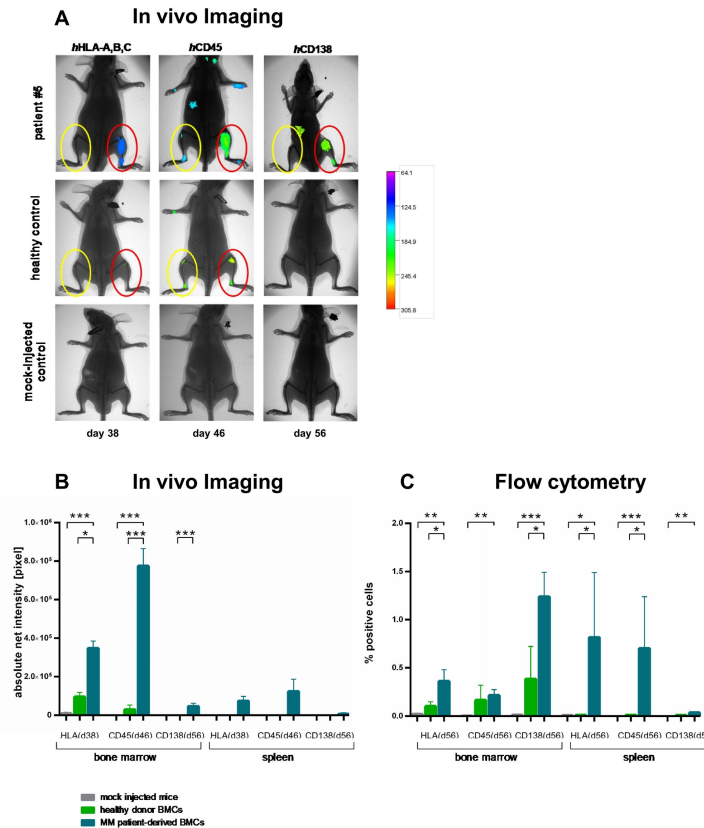 A In vivo Imaging
hHLA-A,B,C hCD45 hCD138
patient #5
healthy control
mock-injected
control
day 38 day 46 day 56
64.1
124.5
184.9
245.4
305.8
B In vivo Imaging
*** *** ***
* ***
absolute net intensity [pixel]
1.0×10⁶
8.0×10⁵
6.0×10⁵
4.0×10⁵
2.0×10⁵
0
HLA(d38) CD45(d46) CD138(d56) HLA(d38) CD45(d46) CD138(d56)
bone marrow spleen
C Flow cytometry
** ** *** * *** **
* * * *
% positive cells
2.0
1.5
1.0
0.5
0.0
HLA(d56) CD45(d56) CD138(d56) HLA(d56) CD45(d56) CD138(d5
bone marrow spleen
mock injected mice
healthy donor BMCs
MM patient-derived BMCs